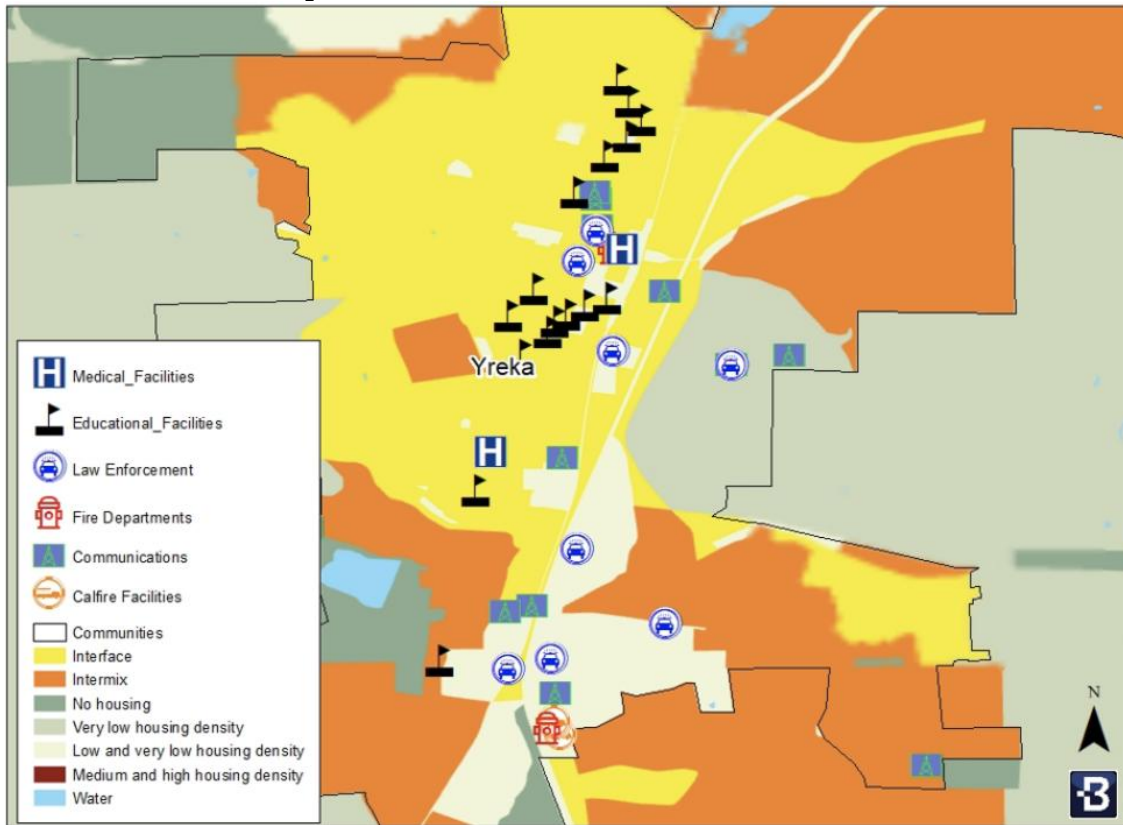 Yreka
H Medical_Facilities
Educational_Facilities
Law Enforcement
Fire Departments
Communications
Calfire Facilities
Communities
Interface
Intermix
No housing
Very low housing density
Low and very low housing density
Medium and high housing density
Water
H
H
N
B